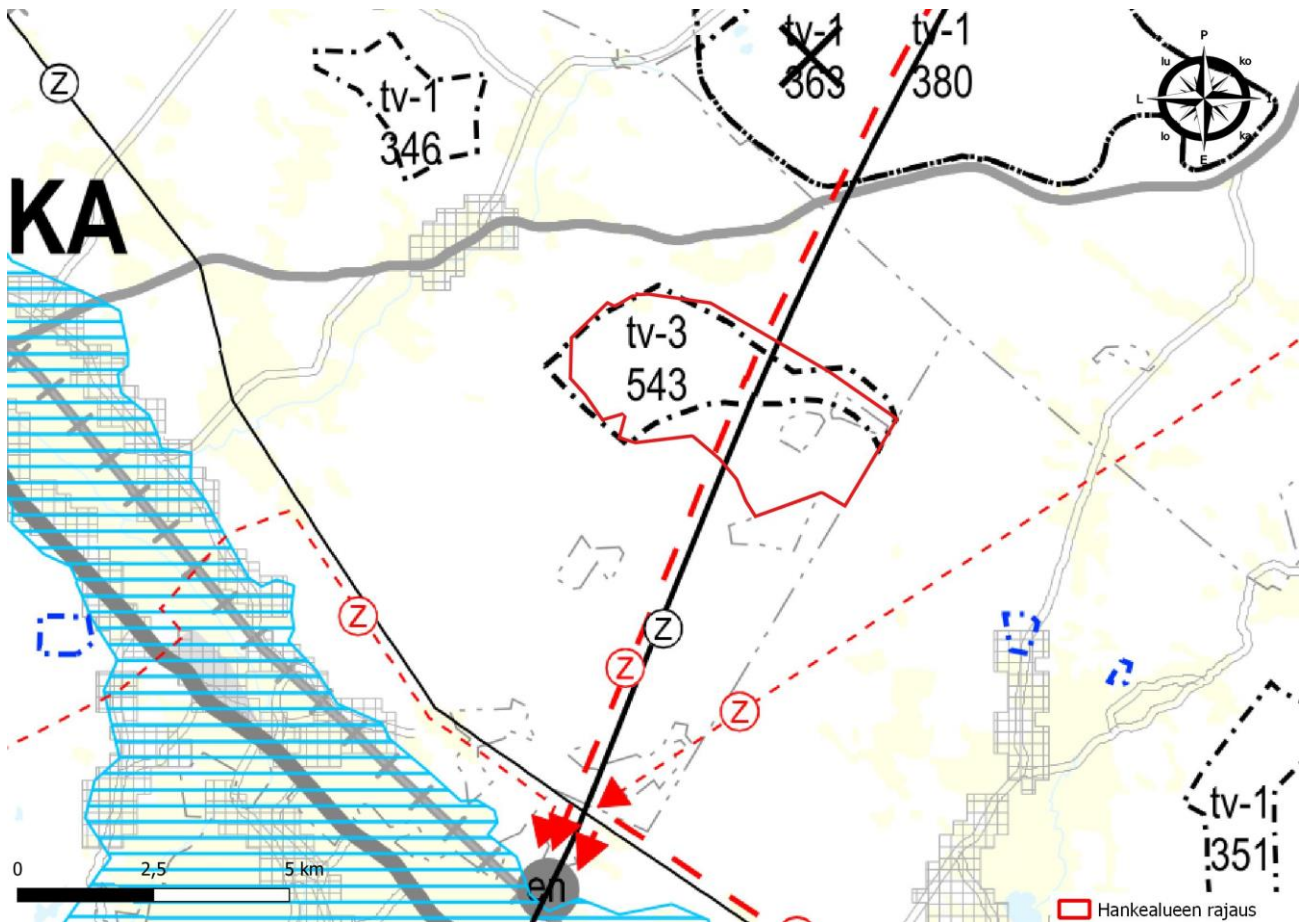 tv-1
363
tv-1
380
P
lu
ko
L
I
lo
ka
E
Z
tv-1
346
KA
tv-3
543
Z
Z
Z
Z
tv-1
351
0
2,5
5 km
en
Hankealueen rajaus